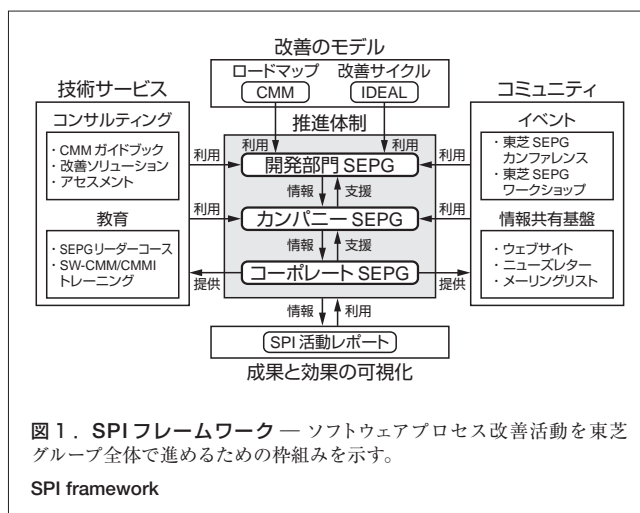 改善のモデル
ロードマップ 改善サイクル
CMM IDEAL
技術サービス
コンサルティング
・CMM ガイドブック
・改善ソリューション
・アセスメント
教育
・SEPGリーダーコース
・SW-CMM/CMMI
トレーニング
利用 利用
推進体制
利用 開発部門 SEPG 利用
情報 支援
利用 カンパニー SEPG 利用
情報 支援
提供 コーポレート SEPG 提供
コミュニティ
イベント
・東芝 SEPG
カンファレンス
・東芝 SEPG
ワークショップ
情報共有基盤
・ウェブサイト
・ニューズレター
・メーリングリスト
情報 利用
SPI 活動レポート
成果と効果の可視化
図1．SPIフレームワーク — ソフトウェアプロセス改善活動を東芝
グループ全体で進めるための枠組みを示す。
SPI framework